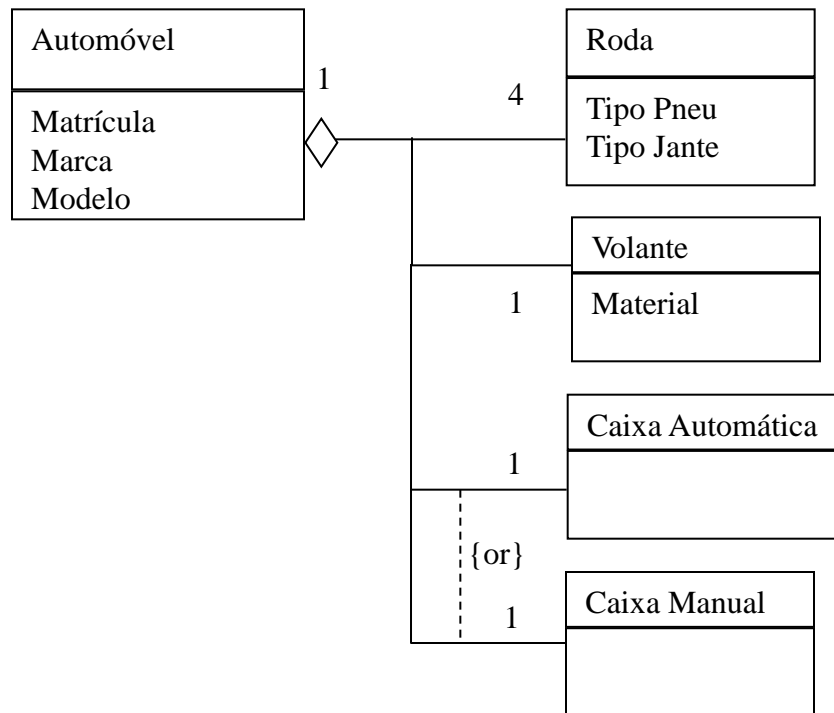 Automóvel
Matrícula
Marca
Modelo
1
4
Roda
Tipo Pneu
Tipo Jante
Volante
Material
1
Caixa Automática
1
{or}
Caixa Manual
1